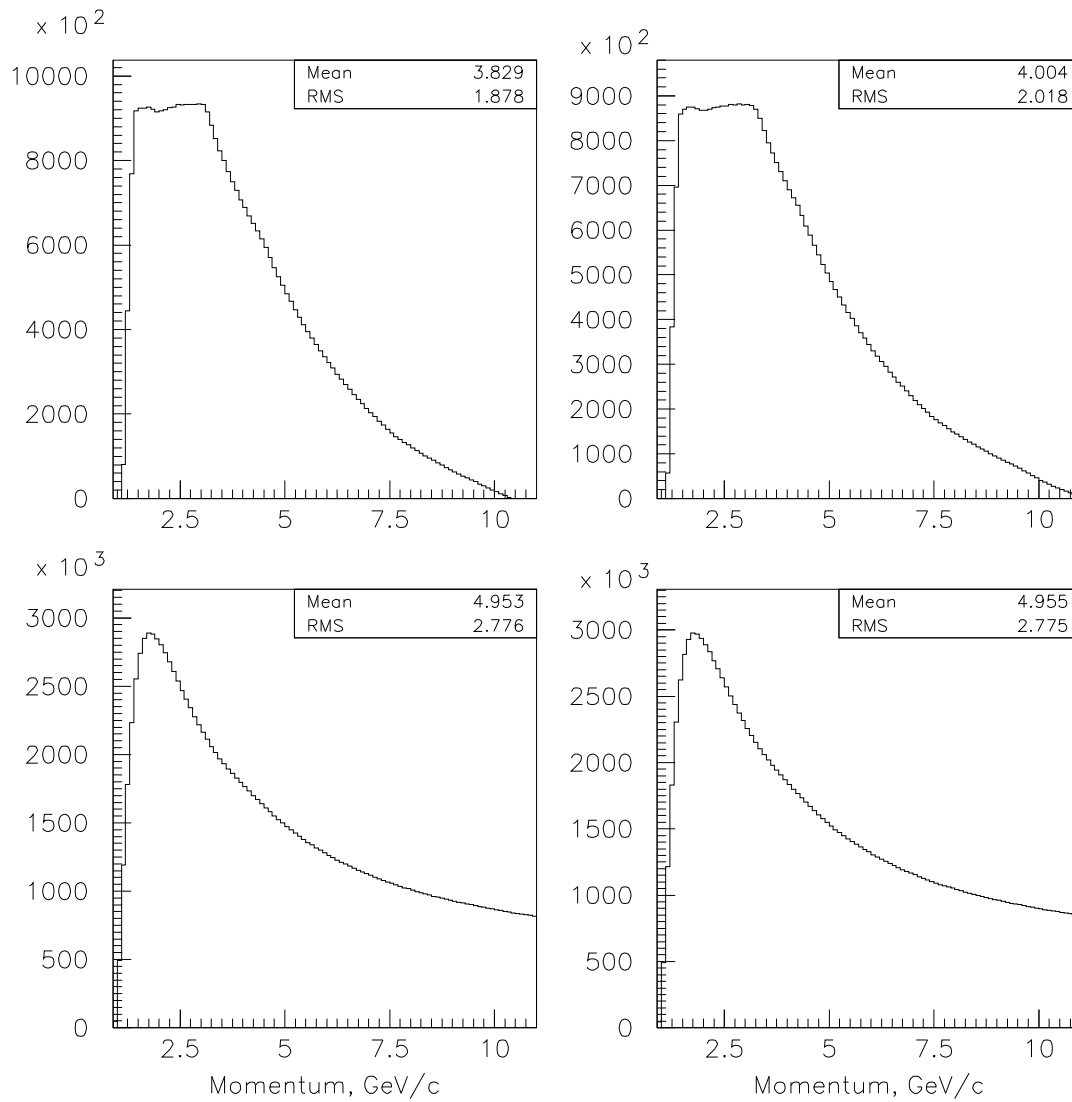 x 10^2
10000
8000
6000
4000
2000
0
Mean 3.829
RMS 1.878
2.5 5 7.5 10
x 10^2
9000
8000
7000
6000
5000
4000
3000
2000
1000
0
Mean 4.004
RMS 2.018
2.5 5 7.5 10
x 10^3
3000
2500
2000
1500
1000
500
0
Mean 4.953
RMS 2.776
2.5 5 7.5 10
Momentum, GeV/c
x 10^3
3000
2500
2000
1500
1000
500
0
Mean 4.955
RMS 2.775
2.5 5 7.5 10
Momentum, GeV/c